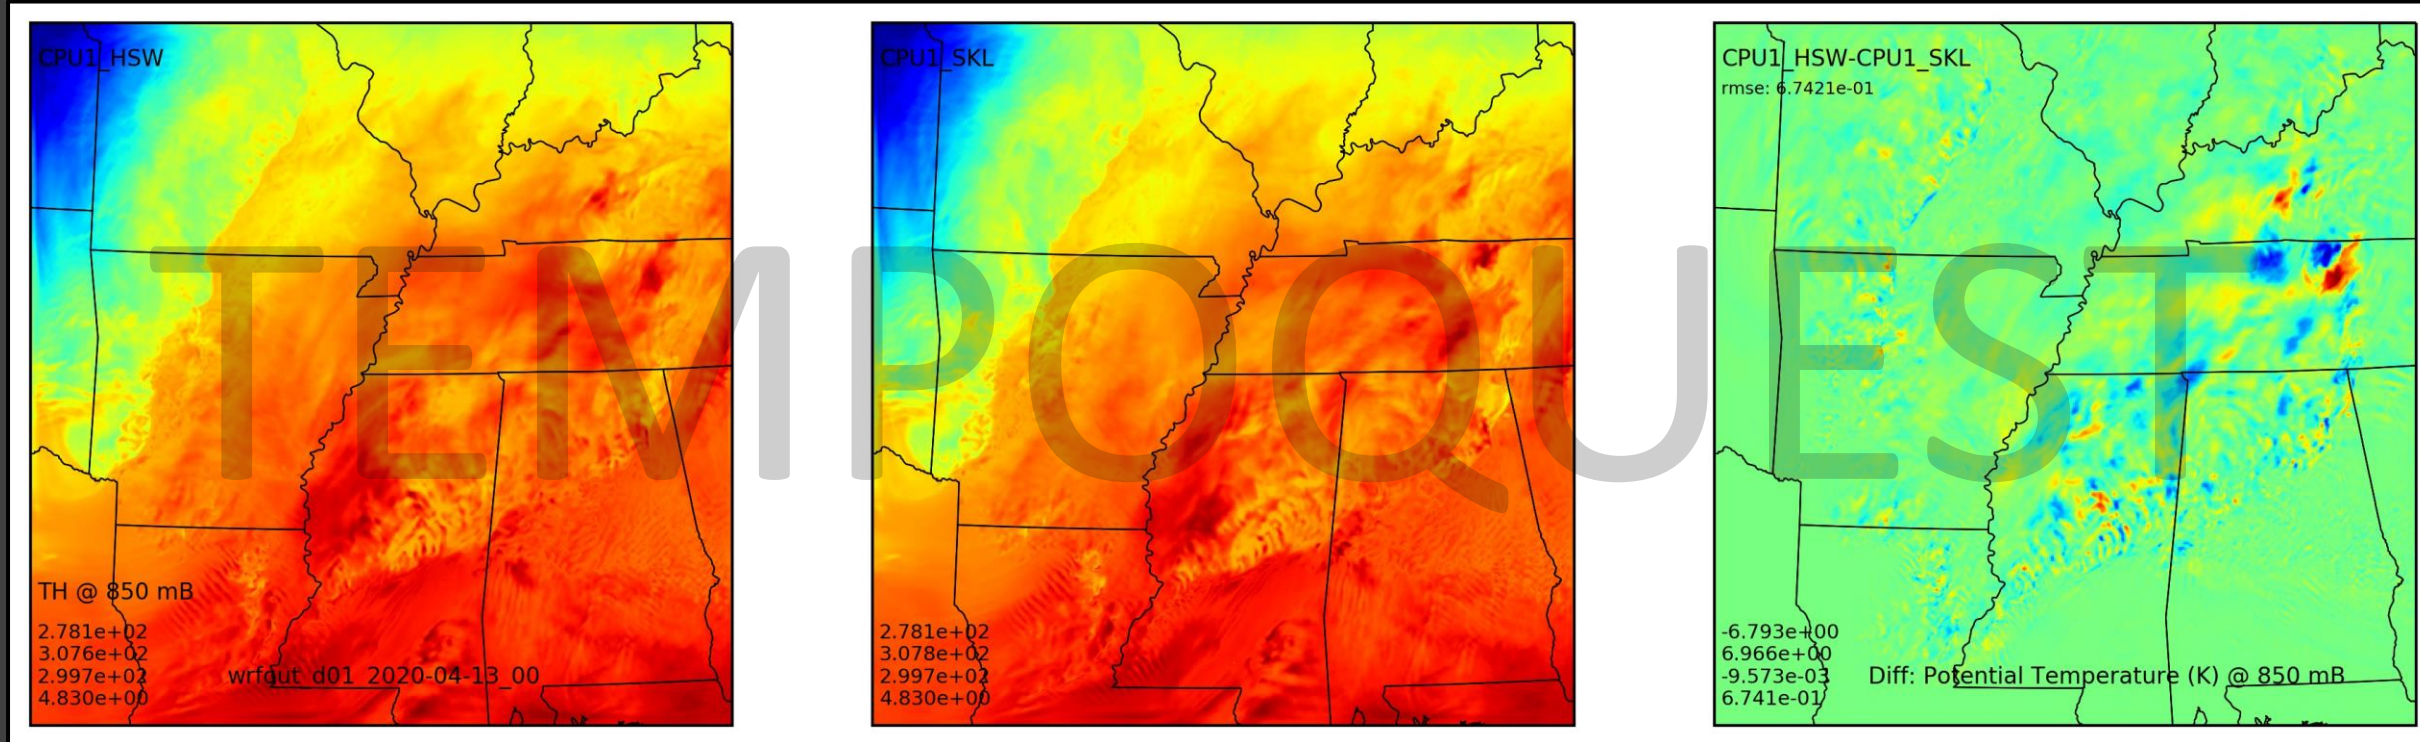 CPU1_HSW
TH @ 850 mB
2.781e+02
3.076e+02
2.997e+02
4.830e+00
wrfout_d01_2020-04-13_00
CPU1_SKL
2.781e+02
3.078e+02
2.997e+02
4.830e+00
CPU1_HSW-CPU1_SKL
rmse: 6.7421e-01
-6.793e+00
6.966e+00
-9.573e-03
6.741e-01
Diff: Potential Temperature (K) @ 850 mB
TEMPOQUEST